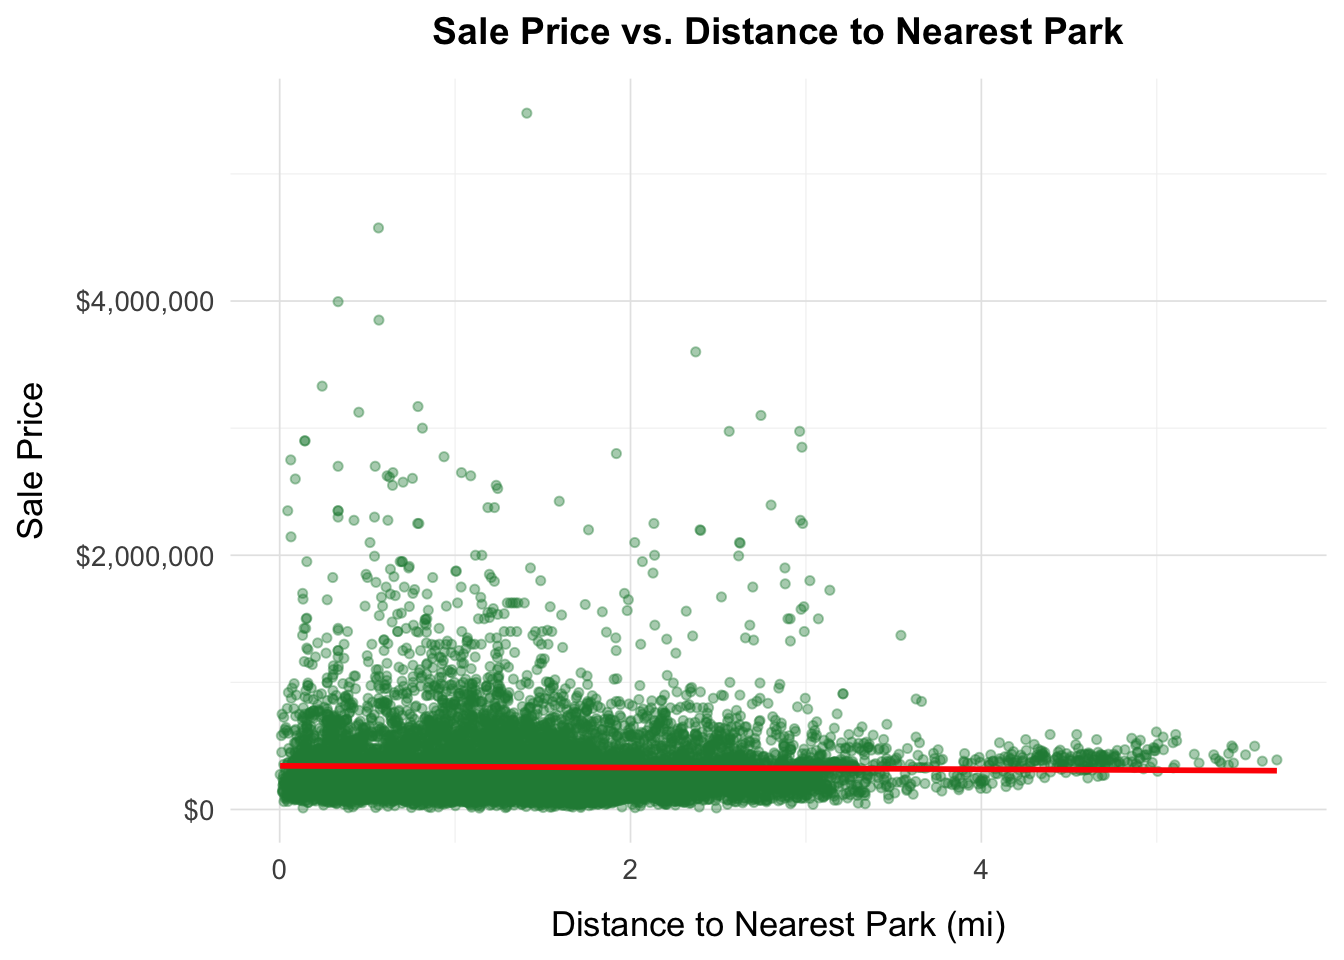 Sale Price vs. Distance to Nearest Park
Sale Price
$4,000,000
$2,000,000
$0
0
2
4
Distance to Nearest Park (mi)